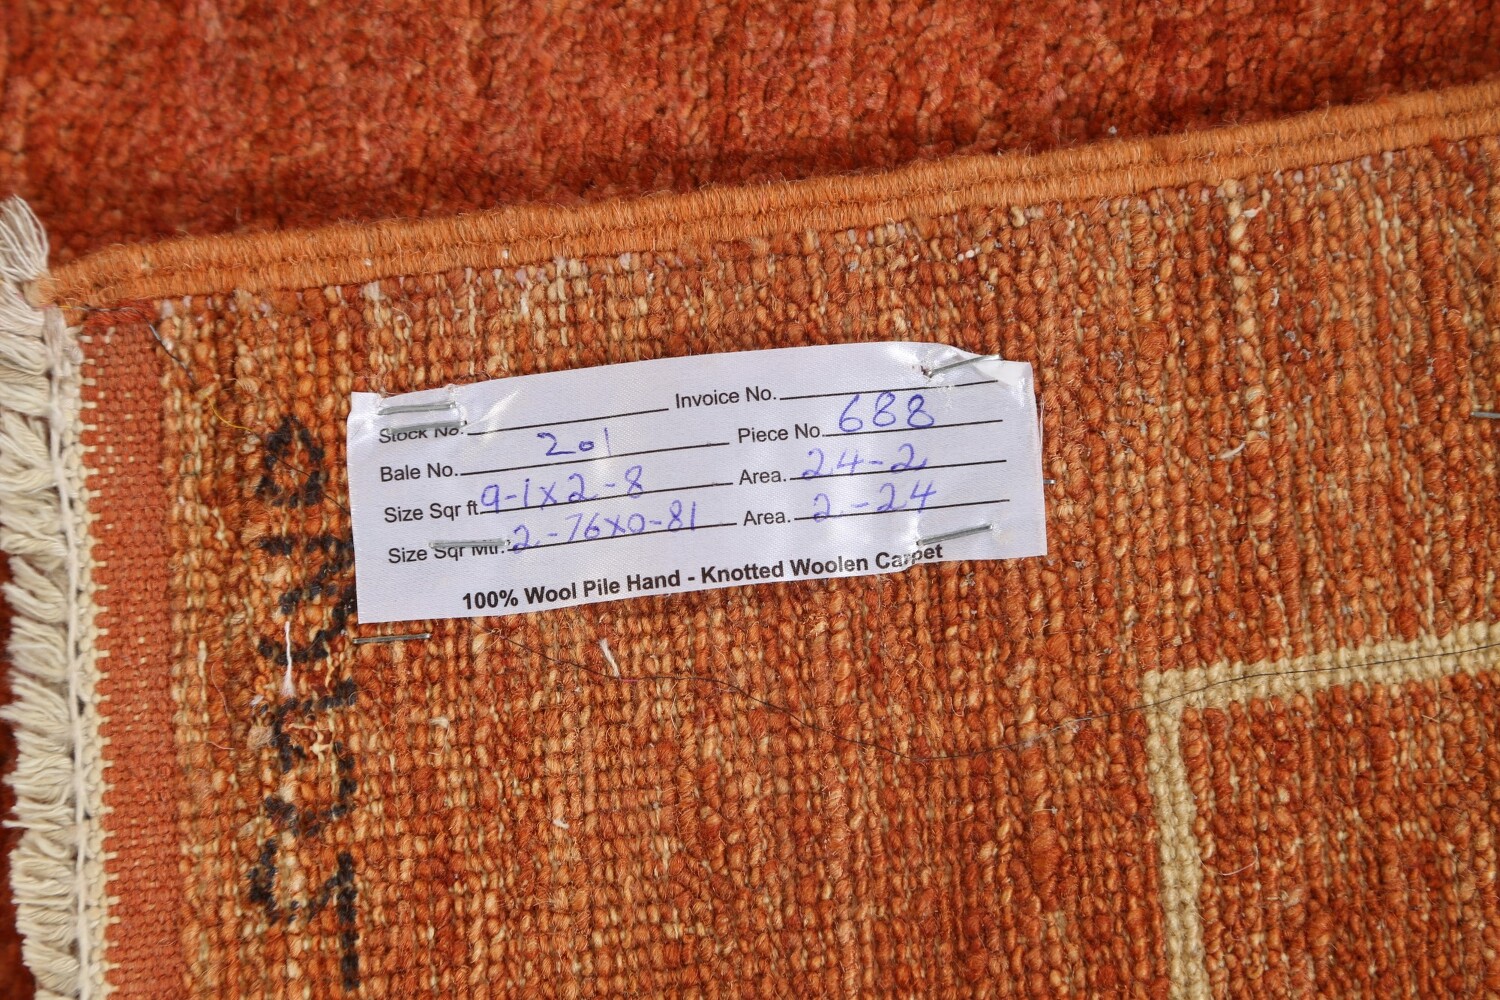 Stock No. Invoice No.
Bale No. 201 Piece No. 688
Size Sqr ft. 9-1x2-8 Area. 24-2
Size Sqr Mtr. 2-76x0-81 Area. 2-24
100% Wool Pile Hand - Knotted Woolen Carpet